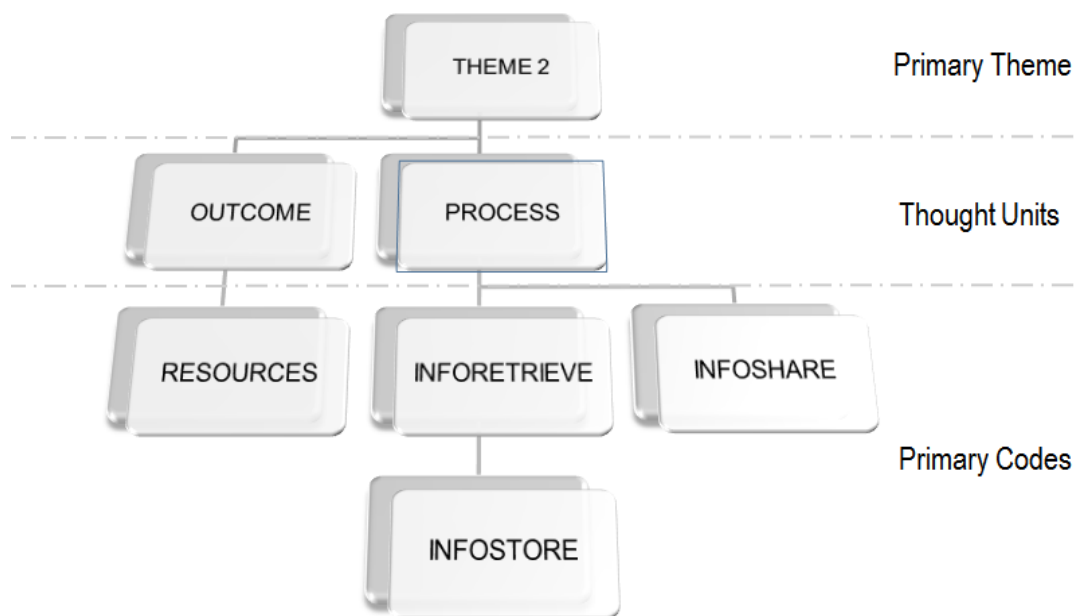 THEME 2
Primary Theme
OUTCOME
PROCESS
Thought Units
RESOURCES
INFORETRIEVE
INFOSHARE
Primary Codes
INFOSTORE